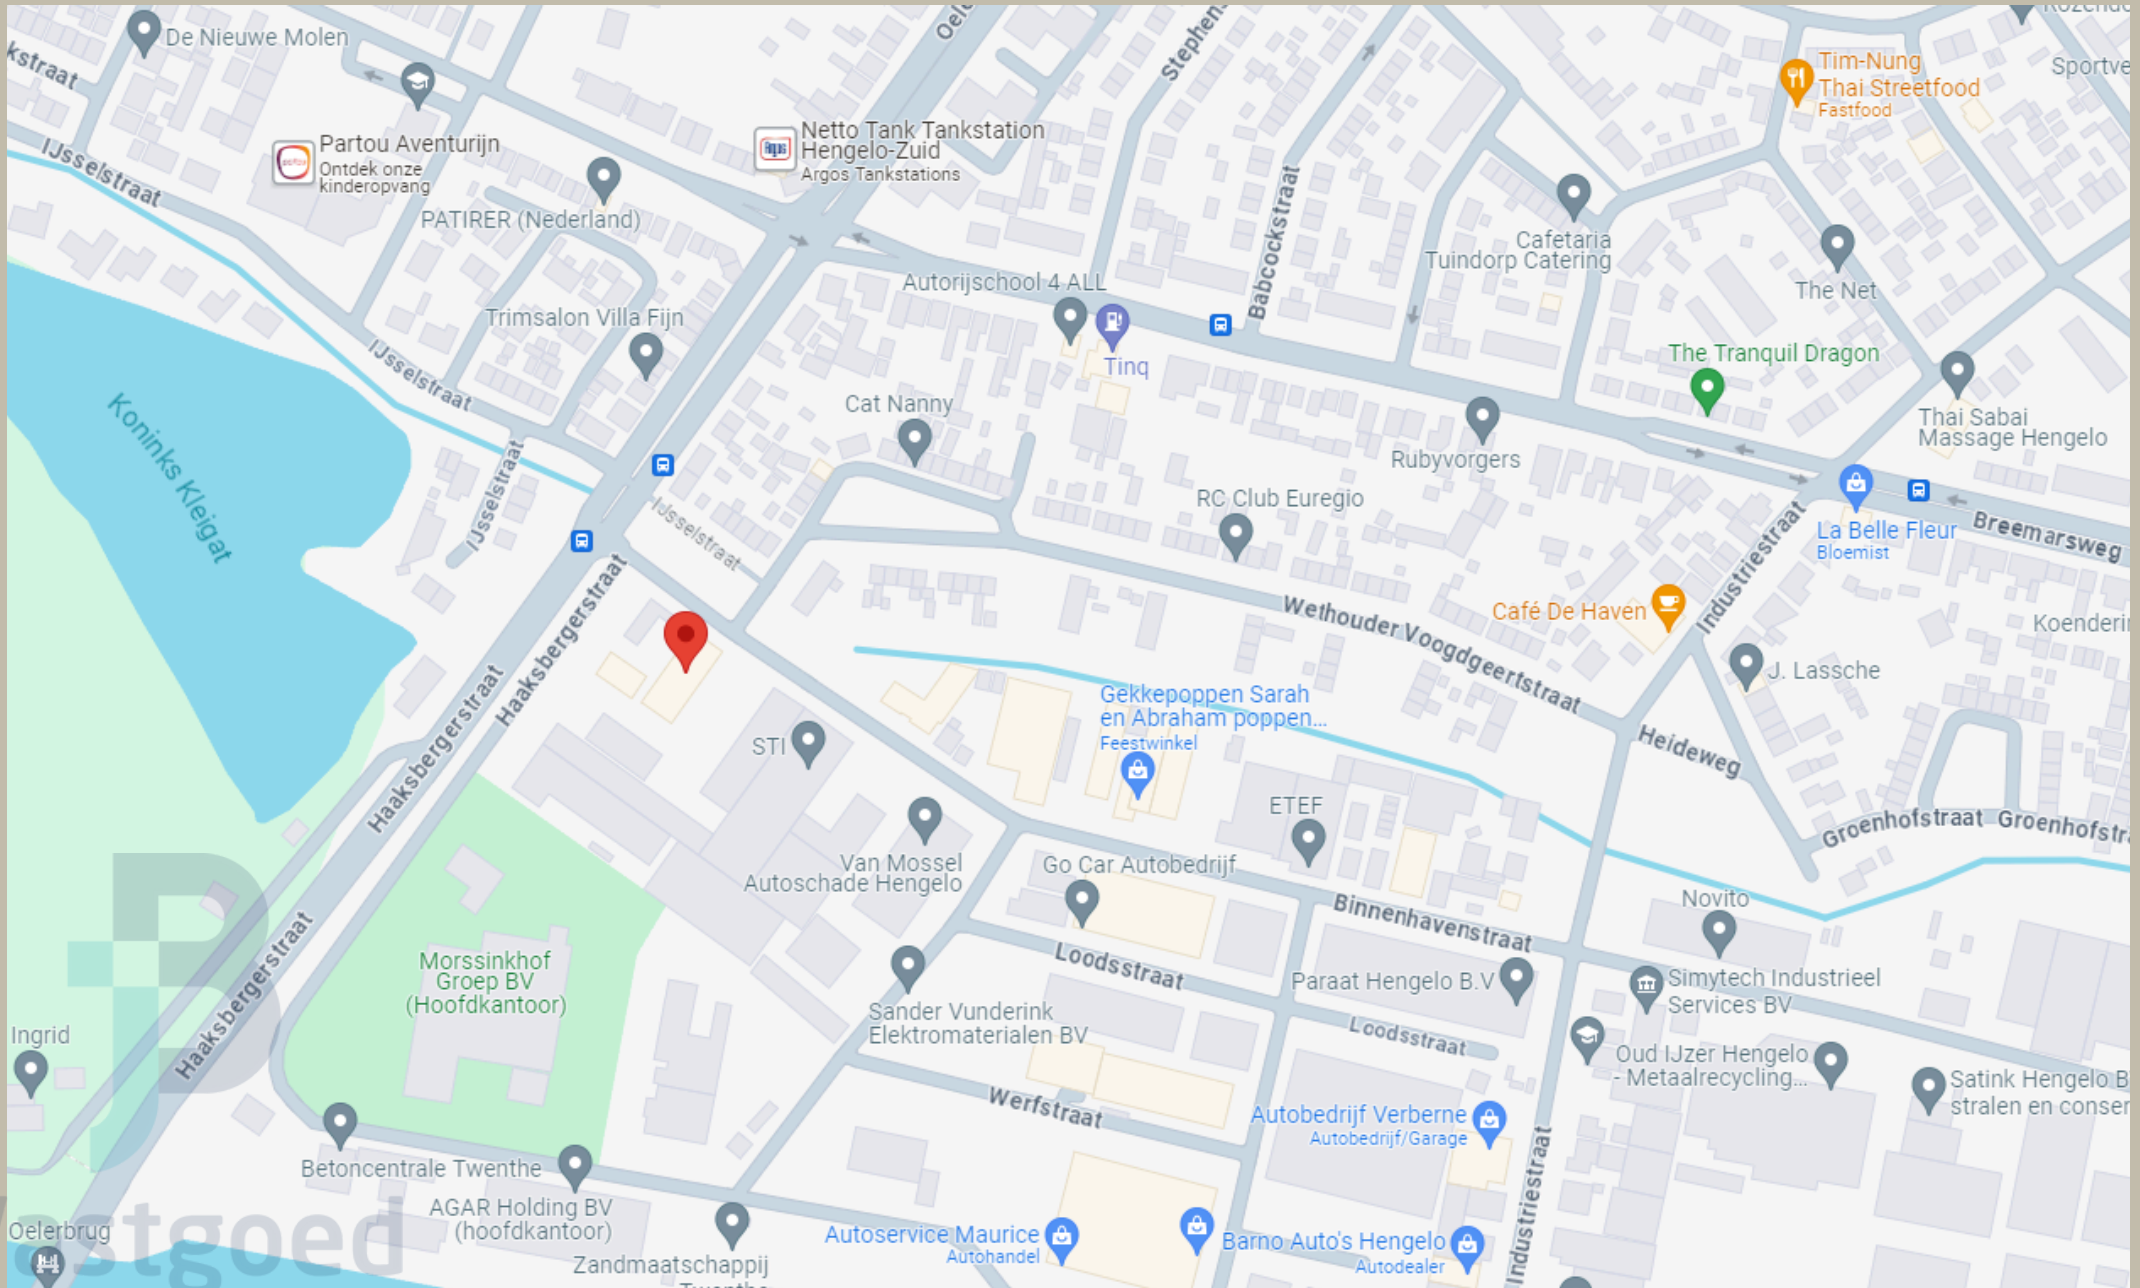 De Nieuwe Molen
kstraat
IJsselstraat
Partou Aventurijn
Ontdek onze
kinderopvang
PATIRER (Nederland)
Netto Tank Tankstation
Hengelo-Zuid
Argos Tankstations
Tim-Nung
Thai Streetfood
Fastfood
Babcockstraat
Cafetaria
Tuindorp Catering
The Net
Autorijschool 4 ALL
Tinq
Trimsalon Villa Fijn
IJsselstraat
The Tranquil Dragon
Cat Nanny
Thai Sabai
Massage Hengelo
Koninks Kleigat
Rubyvorgers
IJsselstraat
IJsselstraat
RC Club Euregio
La Belle Fleur
Bloemist
Breemarsweg
Industriestraat
Haaksbergerstraat
Wethouder Voogdgeertstraat
Café De Haven
J. Lassche
Haaksbergerstraat
Gekkepoppen Sarah
en Abraham poppen...
Feestwinkel
STI
Heideweg
ETEF
Groenhofstraat
Van Mossel
Autoschade Hengelo
Go Car Autobedrijf
Binnenhavenstraat
Novito
Haaksbergerstraat
Morssinkhof
Groep BV
(Hoofdkantoor)
Loodsstraat
Paraat Hengelo B.V
Simytech Industrieel
Services BV
Ingrid
Sander Vunderink
Elektromaterialen BV
Loodsstraat
Oud IJzer Hengelo
- Metaalrecycling...
Satink Hengelo B
stralen en conser
Werfstraat
Autobedrijf Verberne
Autobedrijf/Garage
Industriestraat
Betoncentrale Twenthe
AGAR Holding BV
(hoofdkantoor)
Oelerbrug
Autoservice Maurice
Autohandel
Barno Auto's Hengelo
Autodealer
Zandmaatschappij
astgoed